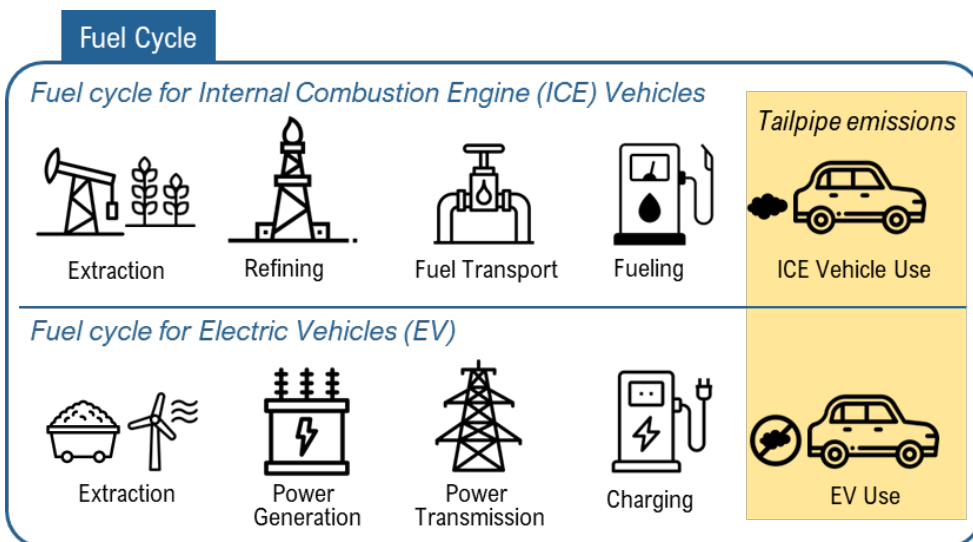 Fuel Cycle
Fuel cycle for Internal Combustion Engine (ICE) Vehicles
Tailpipe emissions
Extraction
Refining
Fuel Transport
Fueling
ICE Vehicle Use
Fuel cycle for Electric Vehicles (EV)
Extraction
Power
Generation
Power
Transmission
Charging
EV Use